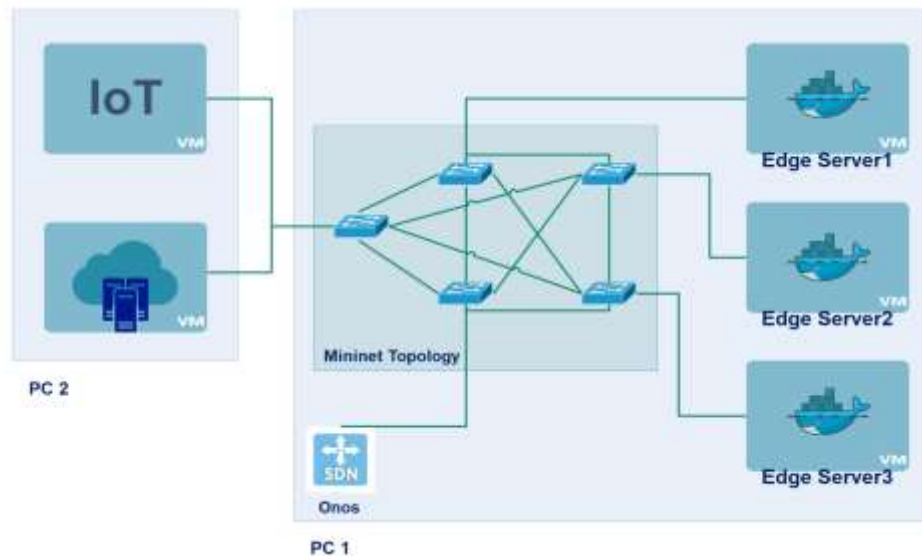 IoT
VM
VM
PC 2
Mininet Topology
SDN
Onos
PC 1
VM
Edge Server1
VM
Edge Server2
VM
Edge Server3